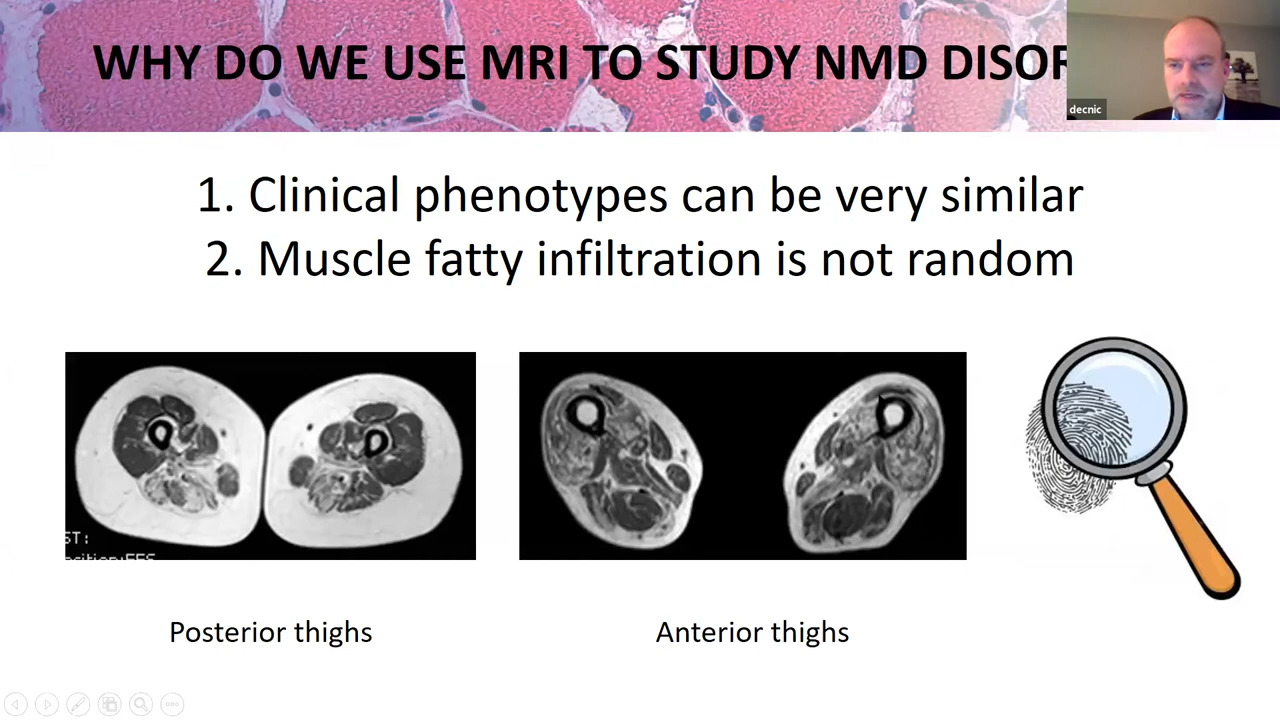 WHY DO WE USE MRI TO STUDY NMD DISOR
decnic
1. Clinical phenotypes can be very similar
2. Muscle fatty infiltration is not random
ST:
Posterior thighs
Anterior thighs